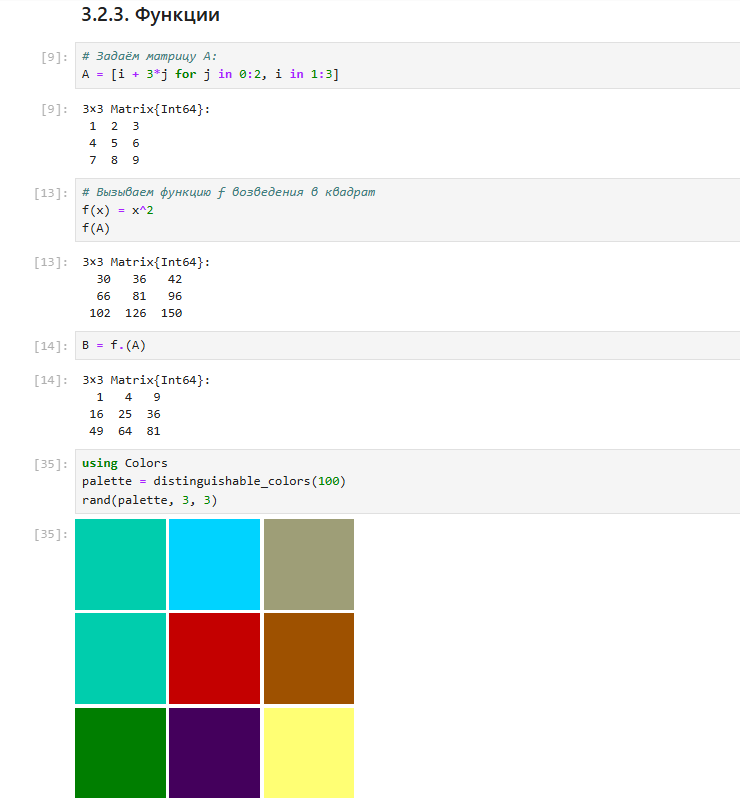 3.2.3. Функции
[9]: # Задаём матрицу A:
A = [i + 3*j for j in 0:2, i in 1:3]
[9]: 3×3 Matrix{Int64}:
1 2 3
4 5 6
7 8 9
[13]: # Вызываем функцию f возведения в квадрат
f(x) = x^2
f(A)
[13]: 3×3 Matrix{Int64}:
30 36 42
66 81 96
102 126 150
[14]: B = f.(A)
[14]: 3×3 Matrix{Int64}:
1 4 9
16 25 36
49 64 81
[35]: using Colors
palette = distinguishable_colors(100)
rand(palette, 3, 3)
[35]: